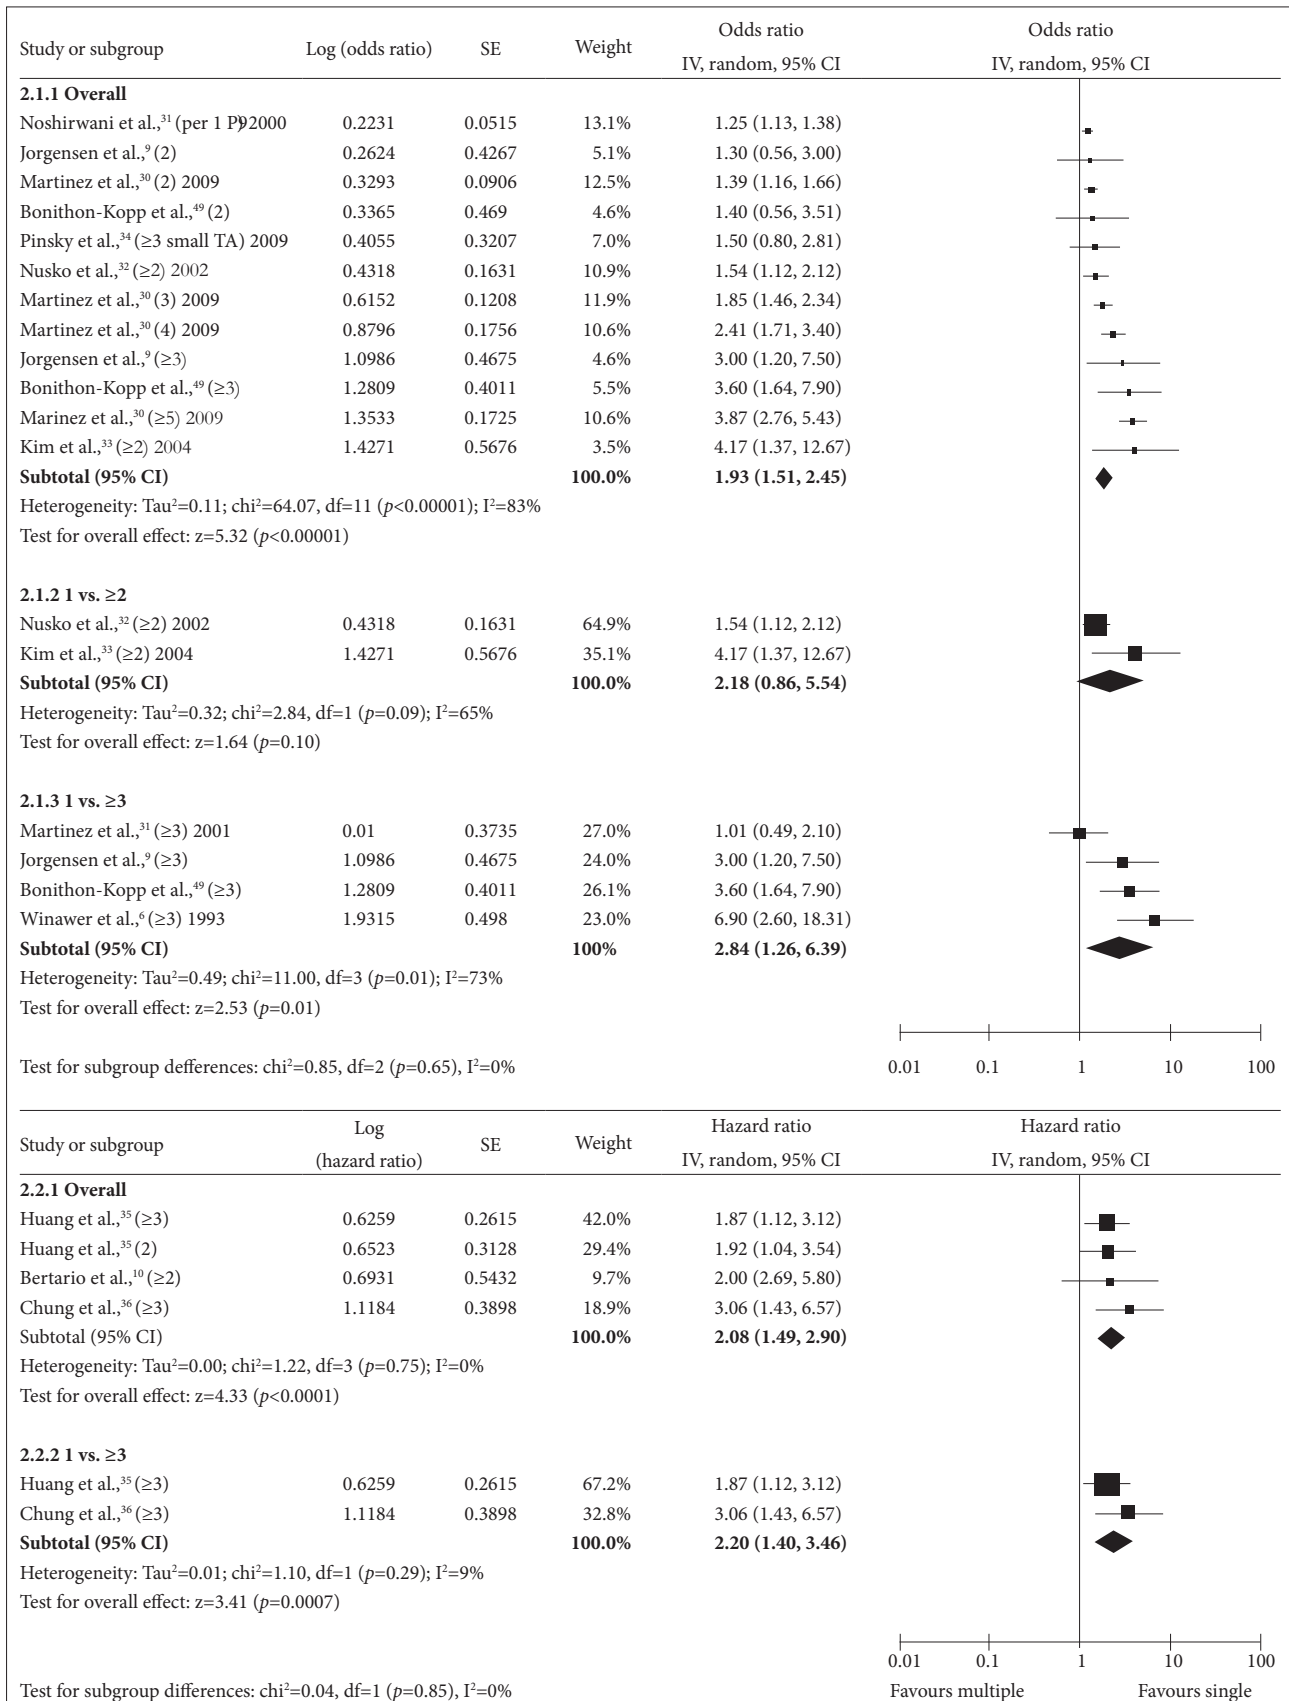 Study or subgroup Log (odds ratio) SE Weight Odds ratio IV, random, 95% CI Odds ratio IV, random, 95% CI
2.1.1 Overall
Noshirwani et al.,³¹ (per 1 P) 2000 0.2231 0.0515 13.1% 1.25 (1.13, 1.38)
Jorgensen et al.,⁹ (2) 0.2624 0.4267 5.1% 1.30 (0.56, 3.00)
Martinez et al.,³⁰ (2) 2009 0.3293 0.0906 12.5% 1.39 (1.16, 1.66)
Bonithon-Kopp et al.,⁴⁹ (2) 0.3365 0.469 4.6% 1.40 (0.56, 3.51)
Pinsky et al.,³⁴ (≥3 small TA) 2009 0.4055 0.3207 7.0% 1.50 (0.80, 2.81)
Nusko et al.,³² (≥2) 2002 0.4318 0.1631 10.9% 1.54 (1.12, 2.12)
Martinez et al.,³⁰ (3) 2009 0.6152 0.1208 11.9% 1.85 (1.46, 2.34)
Martinez et al.,³⁰ (4) 2009 0.8796 0.1756 10.6% 2.41 (1.71, 3.40)
Jorgensen et al.,⁹ (≥3) 1.0986 0.4675 4.6% 3.00 (1.20, 7.50)
Bonithon-Kopp et al.,⁴⁹ (≥3) 1.2809 0.4011 5.5% 3.60 (1.64, 7.90)
Marinez et al.,³⁰ (≥5) 2009 1.3533 0.1725 10.6% 3.87 (2.76, 5.43)
Kim et al.,³³ (≥2) 2004 1.4271 0.5676 3.5% 4.17 (1.37, 12.67)
Subtotal (95% CI) 100.0% 1.93 (1.51, 2.45)
Heterogeneity: Tau²=0.11; chi²=64.07, df=11 (p<0.00001); I²=83%
Test for overall effect: z=5.32 (p<0.00001)
2.1.2 1 vs. ≥2
Nusko et al.,³² (≥2) 2002 0.4318 0.1631 64.9% 1.54 (1.12, 2.12)
Kim et al.,³³ (≥2) 2004 1.4271 0.5676 35.1% 4.17 (1.37, 12.67)
Subtotal (95% CI) 100.0% 2.18 (0.86, 5.54)
Heterogeneity: Tau²=0.32; chi²=2.84, df=1 (p=0.09); I²=65%
Test for overall effect: z=1.64 (p=0.10)
2.1.3 1 vs. ≥3
Martinez et al.,³¹ (≥3) 2001 0.01 0.3735 27.0% 1.01 (0.49, 2.10)
Jorgensen et al.,⁹ (≥3) 1.0986 0.4675 24.0% 3.00 (1.20, 7.50)
Bonithon-Kopp et al.,⁴⁹ (≥3) 1.2809 0.4011 26.1% 3.60 (1.64, 7.90)
Winawer et al.,⁶ (≥3) 1993 1.9315 0.498 23.0% 6.90 (2.60, 18.31)
Subtotal (95% CI) 100% 2.84 (1.26, 6.39)
Heterogeneity: Tau²=0.49; chi²=11.00, df=3 (p=0.01); I²=73%
Test for overall effect: z=2.53 (p=0.01)
Test for subgroup defferences: chi²=0.85, df=2 (p=0.65), I²=0%
0.01 0.1 1 10 100
Study or subgroup Log (hazard ratio) SE Weight Hazard ratio IV, random, 95% CI Hazard ratio IV, random, 95% CI
2.2.1 Overall
Huang et al.,³⁵ (≥3) 0.6259 0.2615 42.0% 1.87 (1.12, 3.12)
Huang et al.,³⁵ (2) 0.6523 0.3128 29.4% 1.92 (1.04, 3.54)
Bertario et al.,¹⁰ (≥2) 0.6931 0.5432 9.7% 2.00 (2.69, 5.80)
Chung et al.,³⁶ (≥3) 1.1184 0.3898 18.9% 3.06 (1.43, 6.57)
Subtotal (95% CI) 100.0% 2.08 (1.49, 2.90)
Heterogeneity: Tau²=0.00; chi²=1.22, df=3 (p=0.75); I²=0%
Test for overall effect: z=4.33 (p<0.0001)
2.2.2 1 vs. ≥3
Huang et al.,³⁵ (≥3) 0.6259 0.2615 67.2% 1.87 (1.12, 3.12)
Chung et al.,³⁶ (≥3) 1.1184 0.3898 32.8% 3.06 (1.43, 6.57)
Subtotal (95% CI) 100.0% 2.20 (1.40, 3.46)
Heterogeneity: Tau²=0.01; chi²=1.10, df=1 (p=0.29); I²=9%
Test for overall effect: z=3.41 (p=0.0007)
0.01 0.1 1 10 100
Test for subgroup differences: chi²=0.04, df=1 (p=0.85), I²=0% Favours multiple Favours single